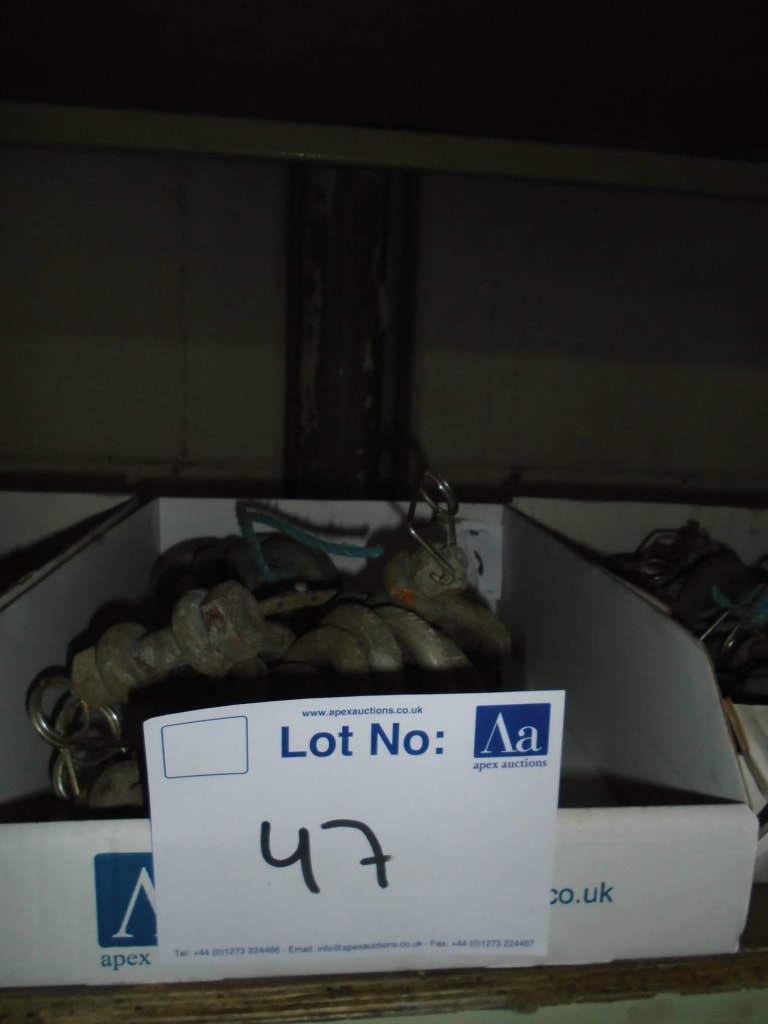 www.apexauctions.co.uk
Lot No:
Aa
apex auctions
47
Tel: +44 (0)1273 224466 - Email: info@apexauctions.co.uk - Fax: +44 (0)1273 224467
co.uk
apex